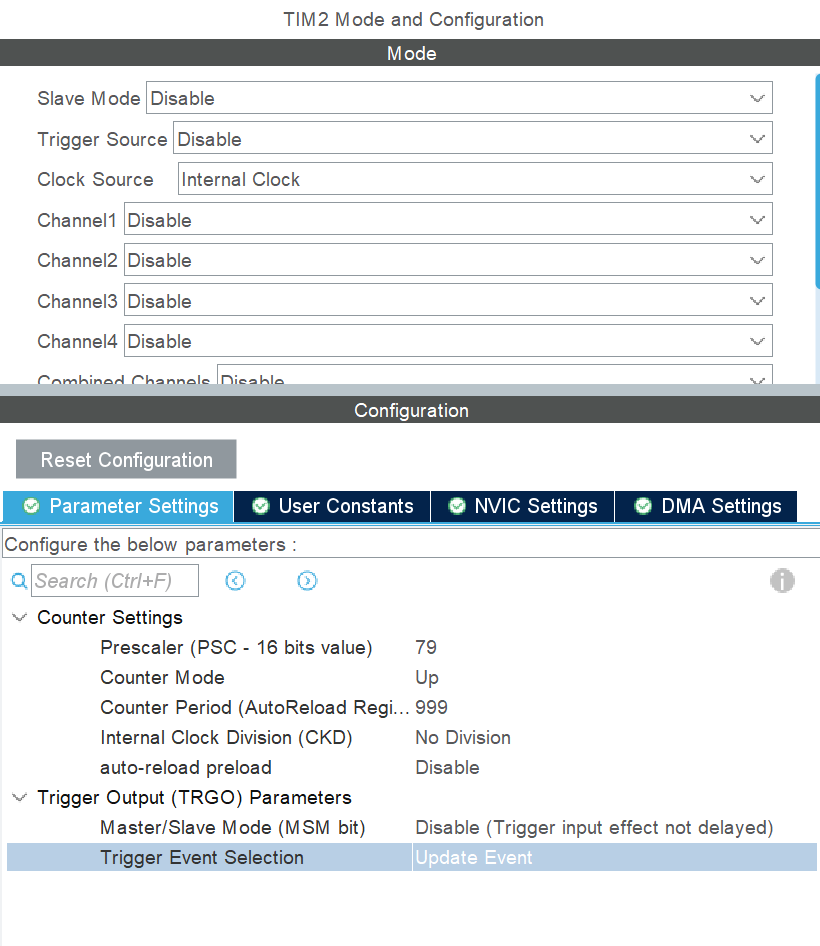 TIM2 Mode and Configuration
Mode
Slave Mode Disable
Trigger Source Disable
Clock Source Internal Clock
Channel1 Disable
Channel2 Disable
Channel3 Disable
Channel4 Disable
Combined Channels Disable
Configuration
Reset Configuration
Parameter Settings User Constants NVIC Settings DMA Settings
Configure the below parameters :
Search (Ctrl+F)
Counter Settings
Prescaler (PSC - 16 bits value) 79
Counter Mode Up
Counter Period (AutoReload Regi... 999
Internal Clock Division (CKD) No Division
auto-reload preload Disable
Trigger Output (TRGO) Parameters
Master/Slave Mode (MSM bit) Disable (Trigger input effect not delayed)
Trigger Event Selection Update Event